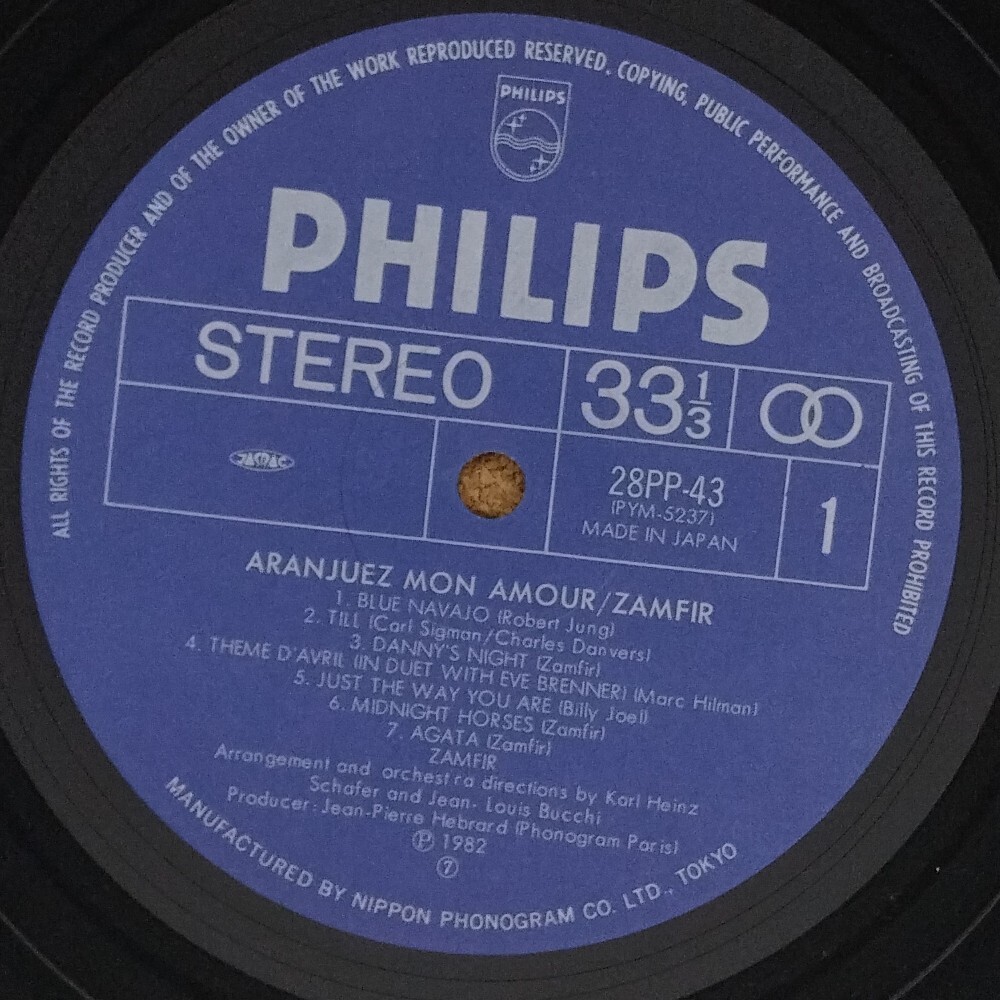 ALL RIGHTS OF THE RECORD PRODUCER AND OF THE OWNER OF THE WORK REPRODUCED RESERVED. COPYING, PUBLIC PERFORMANCE AND BROADCASTING OF THIS RECORD PROHIBITED
PHILIPS
PHILIPS
STEREO
33 1/3
JASRAC
28PP-43
(PYM-5237)
MADE IN JAPAN
1
ARANJUEZ MON AMOUR/ZAMFIR
1. BLUE NAVAJO (Robert Jung)
2. TILL (Carl Sigman/Charles Danvers)
3. DANNY'S NIGHT (Zamfir)
4. THEME D'AVRIL (IN DUET WITH EVE BRENNER) (Marc Hilman)
5. JUST THE WAY YOU ARE (Billy Joel)
6. MIDNIGHT HORSES (Zamfir)
7. AGATA (Zamfir)
ZAMFIR
Arrangement and orchestra directions by Karl Heinz
Schafer and Jean- Louis Bucchi
Producer: Jean-Pierre Hebrard (Phonogram Paris)
Ⓟ 1982
⑦
MANUFACTURED BY NIPPON PHONOGRAM CO. LTD., TOKYO